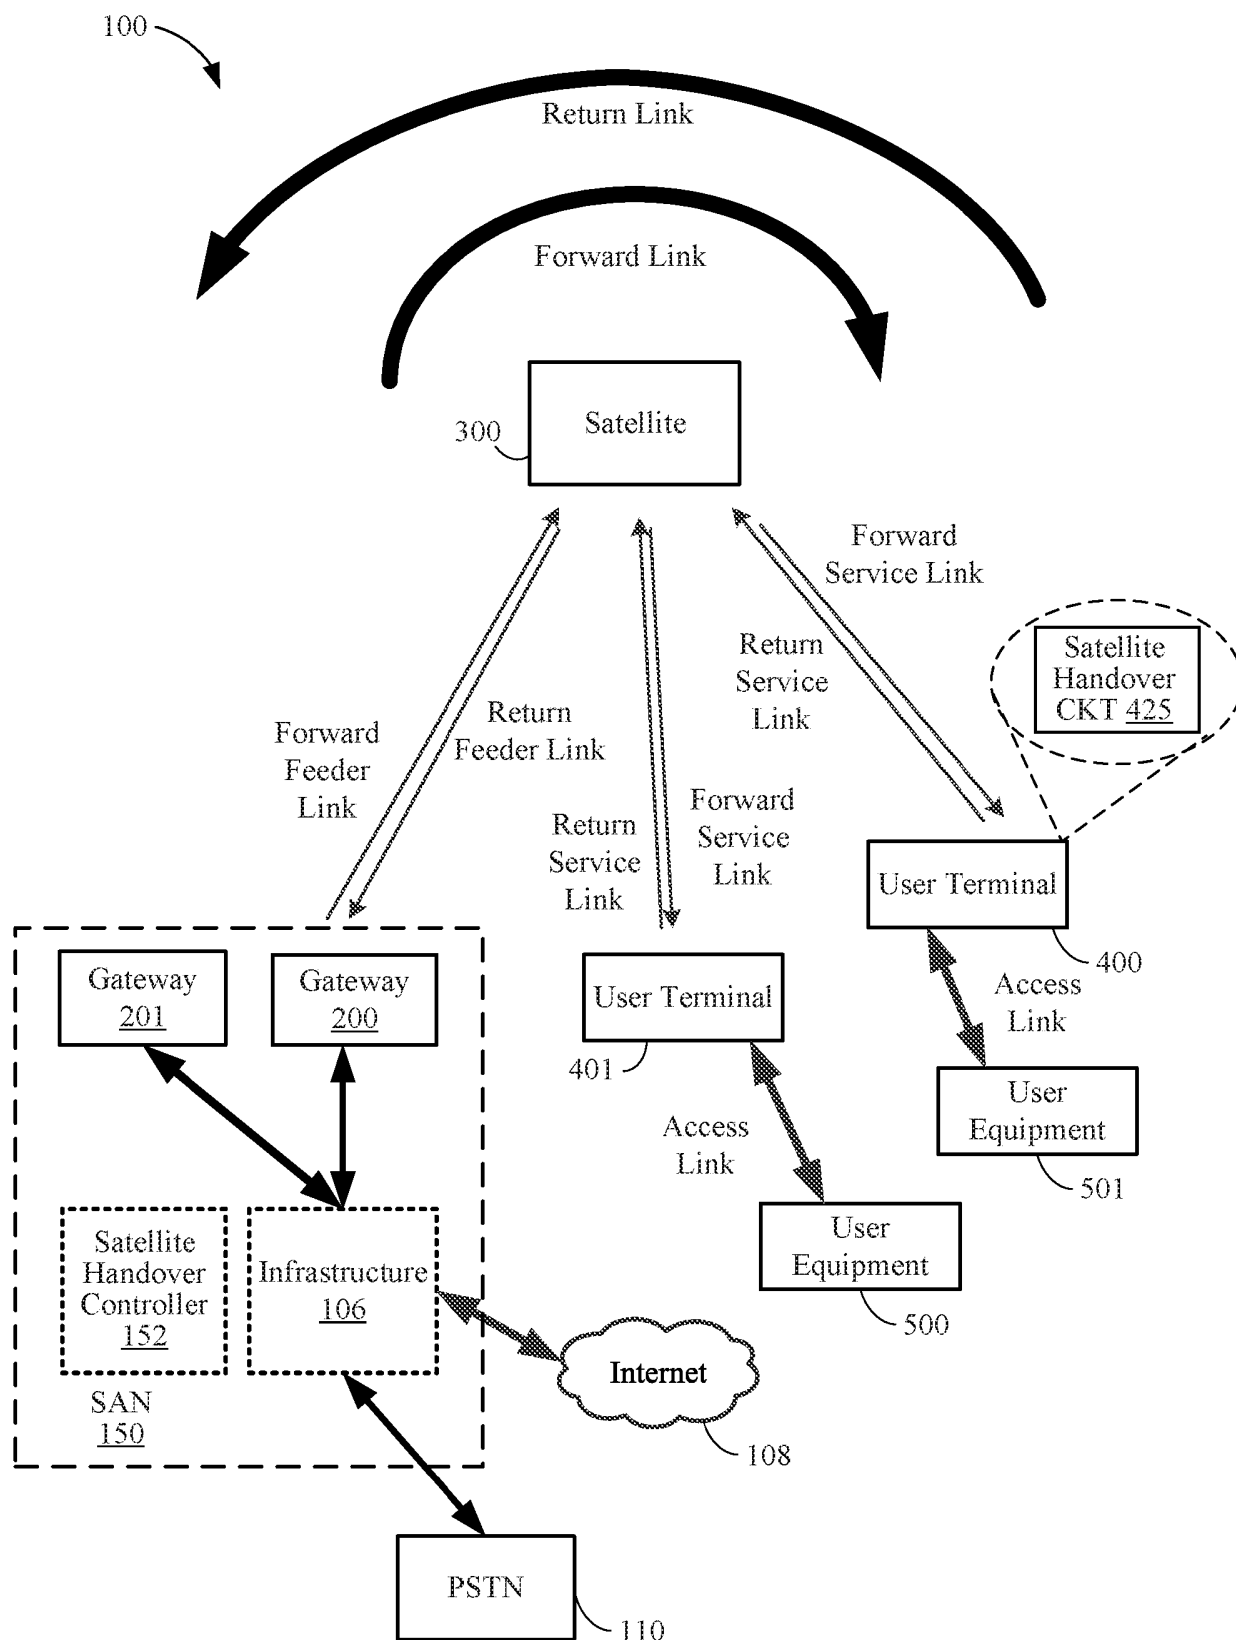 100
Return Link
Forward Link
Satellite
300
Forward
Service Link
Return
Service
Link
Satellite
Handover
CKT 425
Return
Feeder Link
Forward
Feeder
Link
Return
Service
Link
Forward
Service
Link
User Terminal
400
Access
Link
User
Equipment
501
User Terminal
401
Access
Link
User
Equipment
500
Gateway
201
Gateway
200
Satellite
Handover
Controller
152
Infrastructure
106
SAN
150
Internet
108
PSTN
110